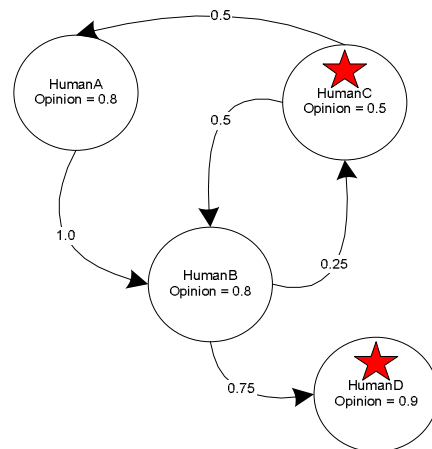 0.5
HumanA
Opinion = 0.8
HumanC
Opinion = 0.5
0.5
1.0
0.25
HumanB
Opinion = 0.8
0.75
HumanD
Opinion = 0.9